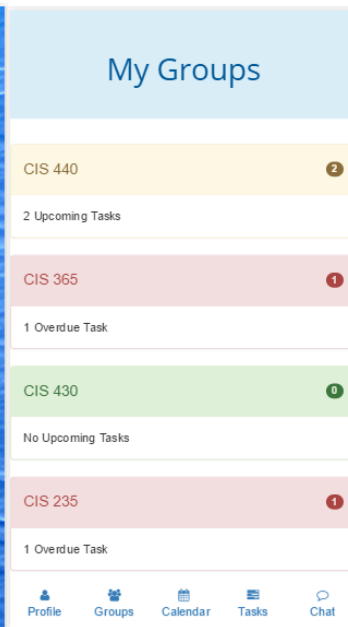 My Groups
CIS 440 2
2 Upcoming Tasks
CIS 365 1
1 Overdue Task
CIS 430 0
No Upcoming Tasks
CIS 235 1
1 Overdue Task
Profile Groups Calendar Tasks Chat